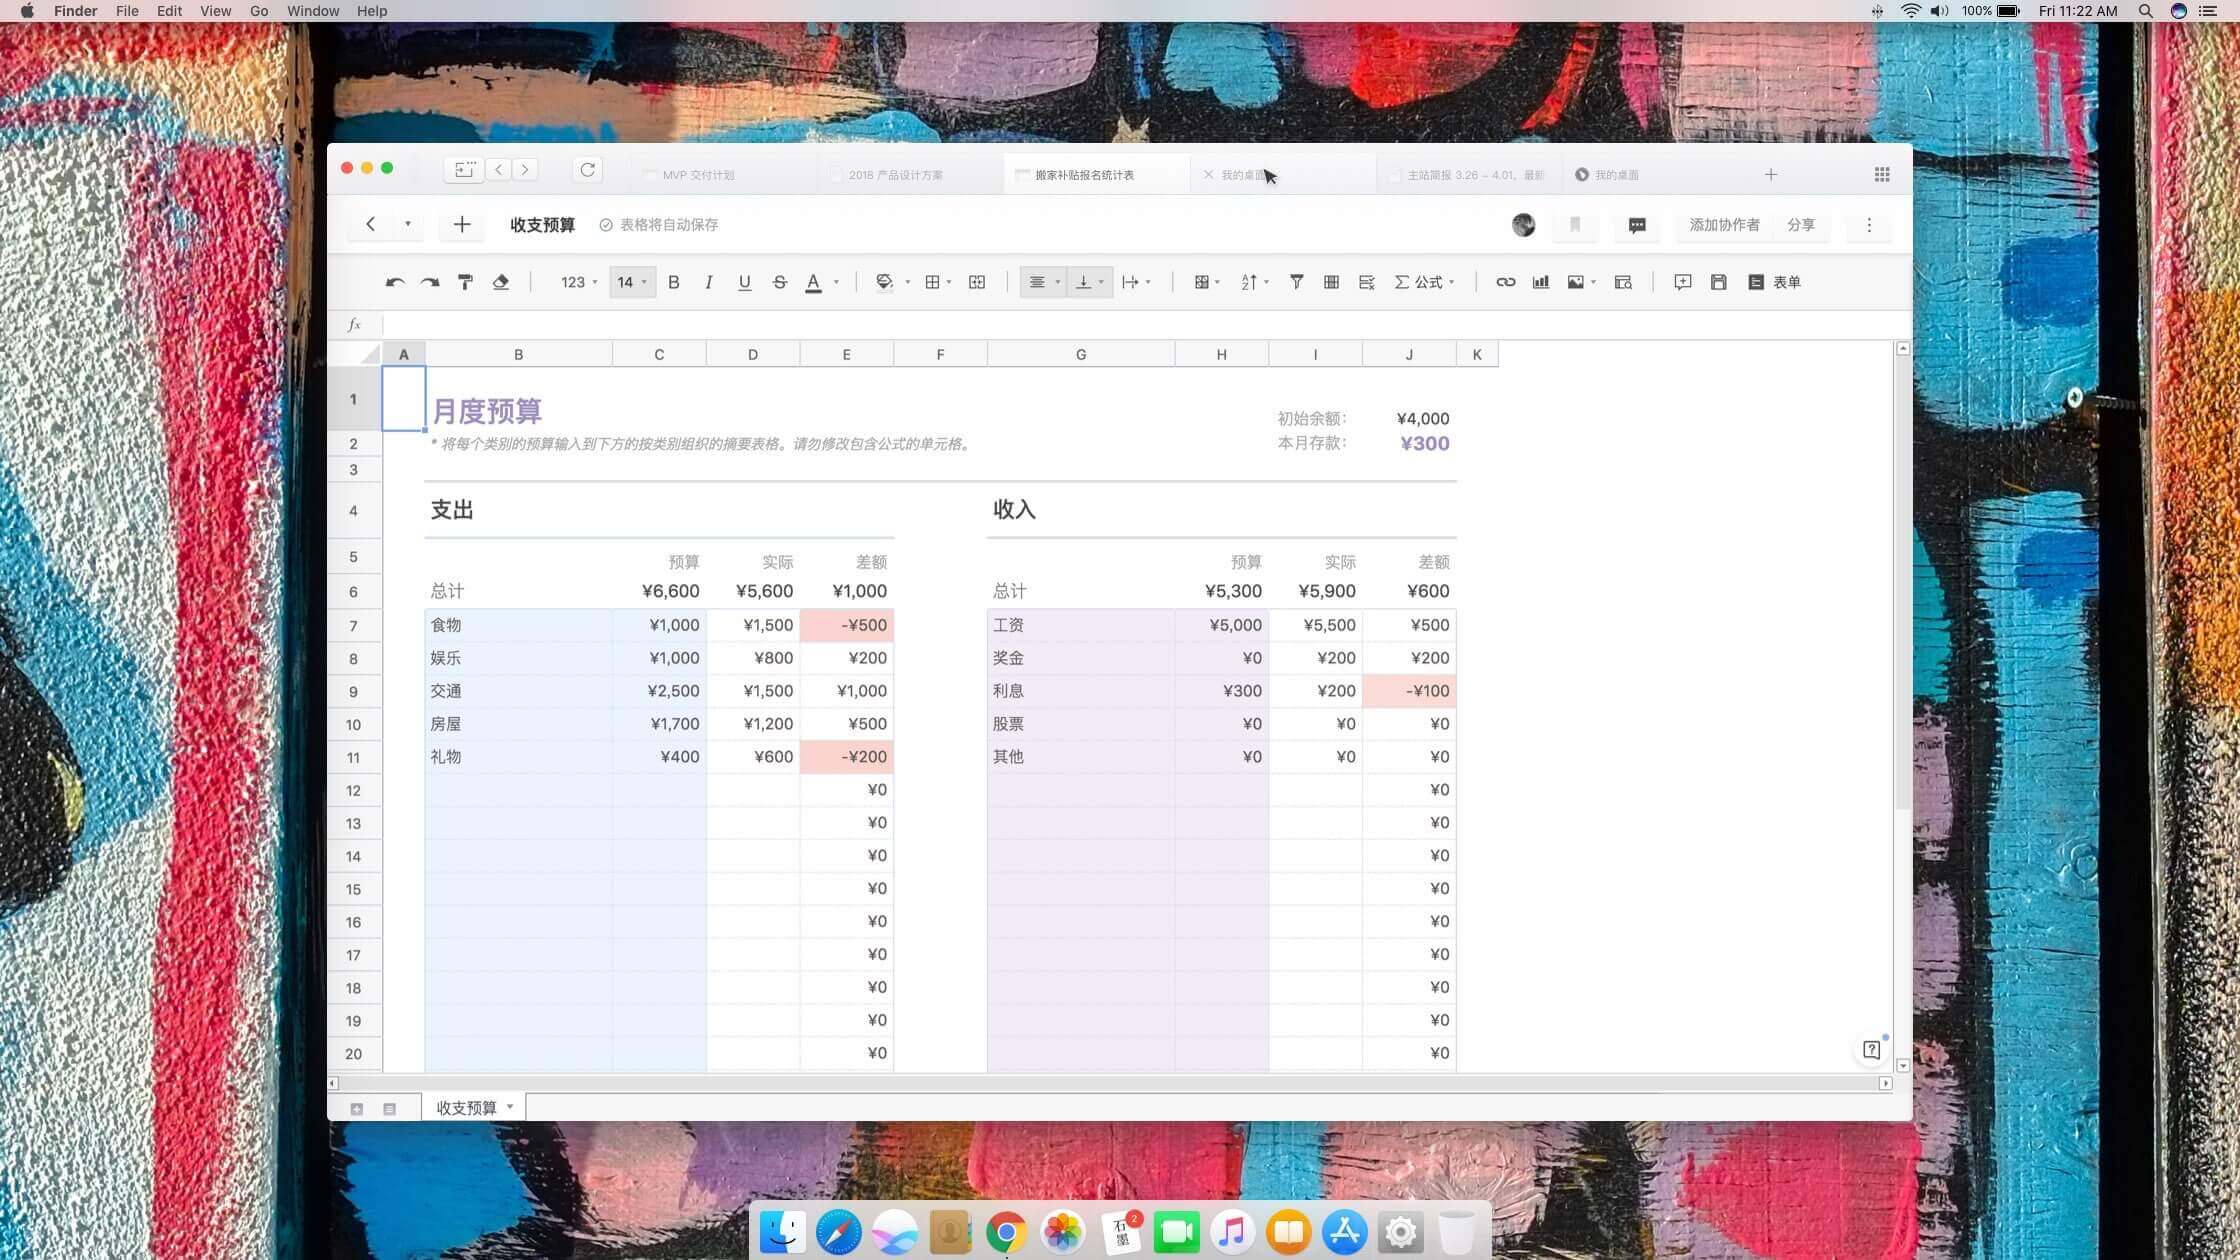 Finder File Edit View Go Window Help 100% Fri 11:22 AM
MVP 交付计划 2018 产品设计方案 搬家补贴报名统计表 我的桌面 主站简报 3.26 – 4.01，最新 我的桌面
收支预算 表格将自动保存 添加协作者 分享
123 14 B I U S A 公式 表单
fx
A B C D E F G H I J K
1 月度预算 初始余额： ¥4,000
2 * 将每个类别的预算输入到下方的按类别组织的摘要表格。请勿修改包含公式的单元格。 本月存款： ¥300
3
4 支出 收入
5 预算 实际 差额 预算 实际 差额
6 总计 ¥6,600 ¥5,600 ¥1,000 总计 ¥5,300 ¥5,900 ¥600
7 食物 ¥1,000 ¥1,500 -¥500 工资 ¥5,000 ¥5,500 ¥500
8 娱乐 ¥1,000 ¥800 ¥200 奖金 ¥0 ¥200 ¥200
9 交通 ¥2,500 ¥1,500 ¥1,000 利息 ¥300 ¥200 -¥100
10 房屋 ¥1,700 ¥1,200 ¥500 股票 ¥0 ¥0 ¥0
11 礼物 ¥400 ¥600 -¥200 其他 ¥0 ¥0 ¥0
12 ¥0 ¥0
13 ¥0 ¥0
14 ¥0 ¥0
15 ¥0 ¥0
16 ¥0 ¥0
17 ¥0 ¥0
18 ¥0 ¥0
19 ¥0 ¥0
20 ¥0 ¥0
收支预算
石墨 2